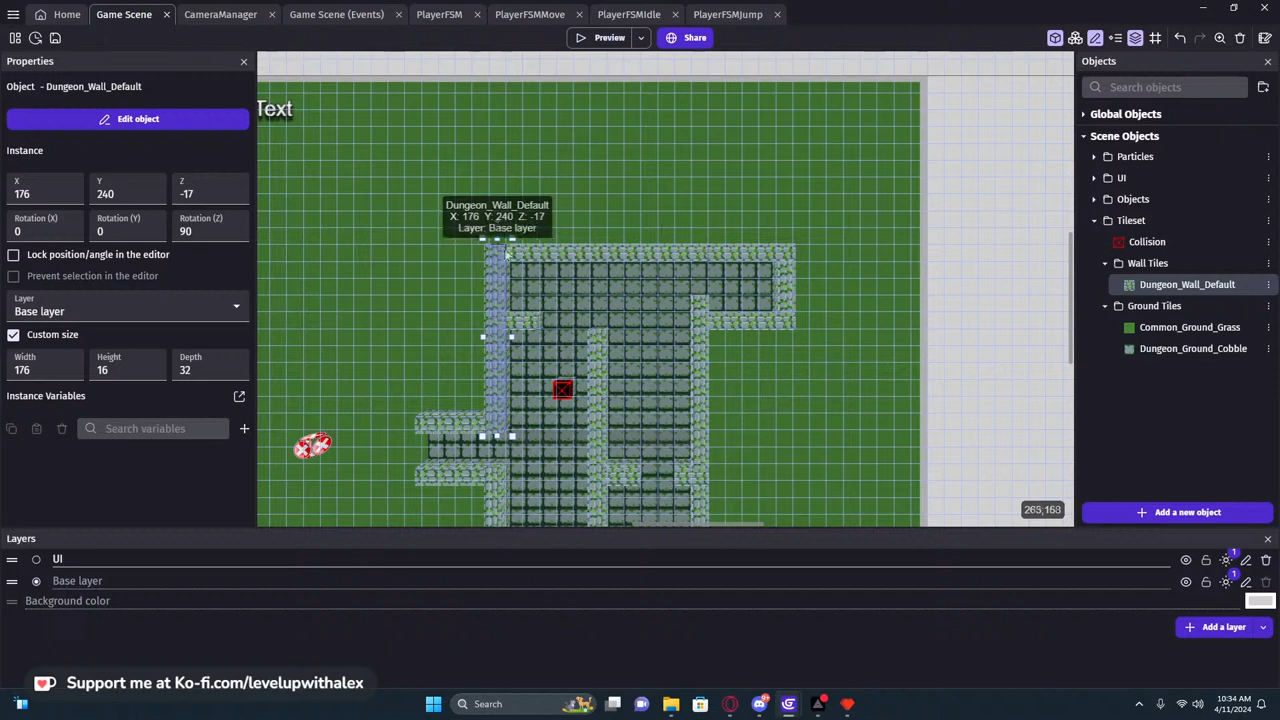 Home
Game Scene
CameraManager
Game Scene (Events)
PlayerFSM
PlayerFSMMove
PlayerFSMIdle
PlayerFSMJump
Preview
Share
Properties
Object - Dungeon_Wall_Default
Edit object
Instance
X
176
Y
240
Z
-17
Rotation (X)
0
Rotation (Y)
0
Rotation (Z)
90
Lock position/angle in the editor
Prevent selection in the editor
Layer
Base layer
Custom size
Width
176
Height
16
Depth
32
Instance Variables
Search variables
Text
Dungeon_Wall_Default
X: 176 Y: 240 Z: -17
Layer: Base layer
265;168
Objects
Search objects
Global Objects
Scene Objects
Particles
UI
Objects
Tileset
Collision
Wall Tiles
Dungeon_Wall_Default
Ground Tiles
Common_Ground_Grass
Dungeon_Ground_Cobble
Add a new object
Layers
UI
1
Base layer
1
Background color
Add a layer
Support me at Ko-fi.com/levelupwithalex
Search
10:34 AM
4/11/2024